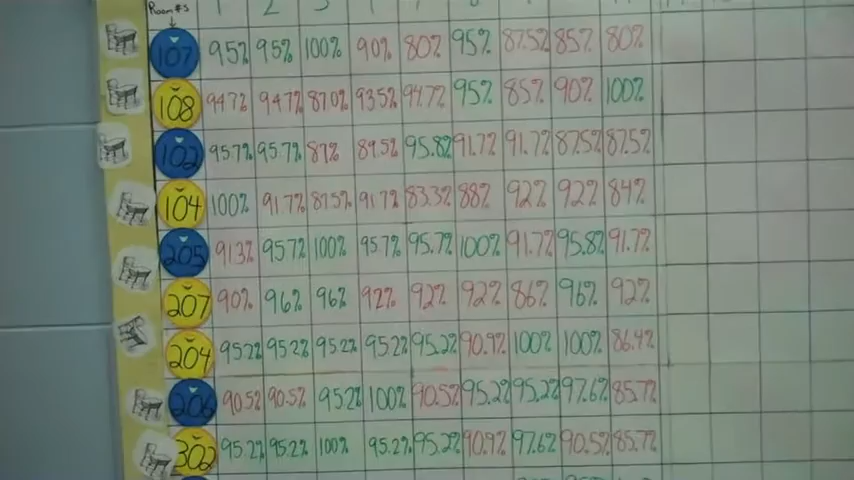 Room #s
1 2
107 95% 95% 100% 90% 80% 95% 87.5% 85% 80%
108 94.7% 94.7% 87.0% 93.5% 94.7% 95% 85% 90% 100%
102 95.7% 95.7% 87% 89.5% 95.8% 91.7% 91.7% 87.5% 87.5%
104 100% 91.7% 87.5% 91.7% 83.3% 88% 92% 92% 84%
205 91.3% 95.7% 100% 95.7% 95.7% 100% 91.7% 95.8% 91.7%
207 90% 96% 96% 92% 92% 92% 86% 96% 92%
204 95.2% 95.2% 95.2% 95.2% 95.2% 90.9% 100% 100% 86.4%
206 90.5% 90.5% 95.2% 100% 90.5% 95.2% 95.2% 97.6% 85.7%
302 95.2% 95.2% 100% 95.2% 95.2% 90.9% 97.6% 90.5% 85.7%